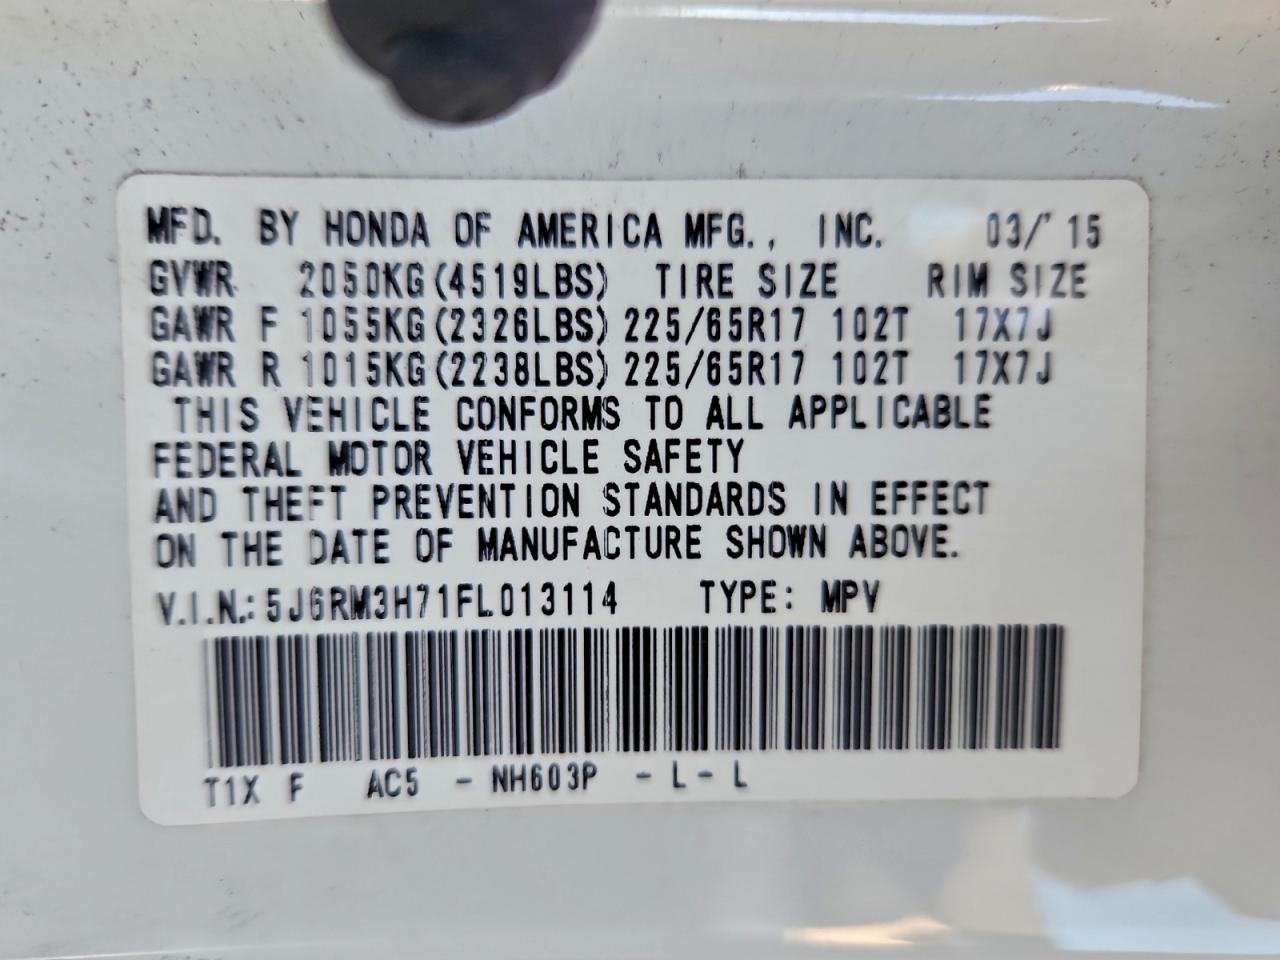 MFD. BY HONDA OF AMERICA MFG., INC. 03/'15
GVWR 2050KG(4519LBS) TIRE SIZE RIM SIZE
GAWR F 1055KG(2326LBS) 225/65R17 102T 17X7J
GAWR R 1015KG(2238LBS) 225/65R17 102T 17X7J
THIS VEHICLE CONFORMS TO ALL APPLICABLE
FEDERAL MOTOR VEHICLE SAFETY
AND THEFT PREVENTION STANDARDS IN EFFECT
ON THE DATE OF MANUFACTURE SHOWN ABOVE.
V.I.N.: 5J6RM3H71FL013114 TYPE: MPV
T1X F AC5 - NH603P - L - L